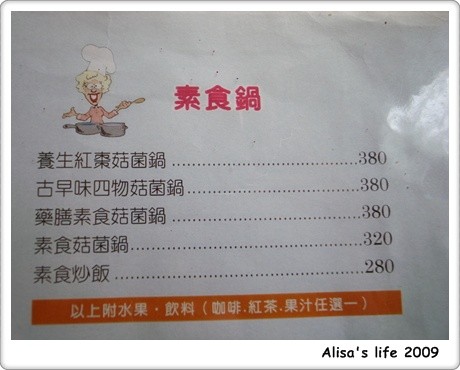 素食鍋
養生紅棗菇菌鍋..............................380
古早味四物菇菌鍋..........................380
藥膳素食菇菌鍋..............................380
素食菇菌鍋......................................320
素食炒飯..........................................280
以上附水果．飲料（咖啡.紅茶.果汁任選一）
Alisa's life 2009